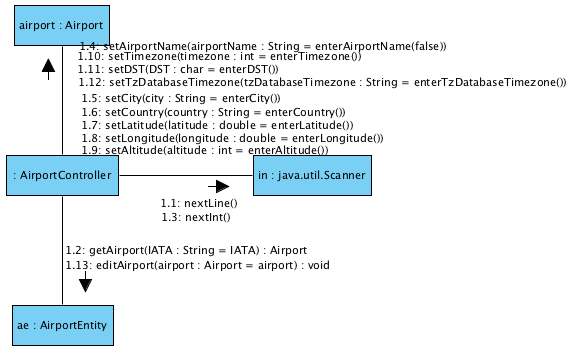 airport : Airport
1.4: setAirportName(airportName : String = enterAirportName(false))
1.10: setTimezone(timezone : int = enterTimezone())
1.11: setDST(DST : char = enterDST())
1.12: setTzDatabaseTimezone(tzDatabaseTimezone : String = enterTzDatabaseTimezone())
1.5: setCity(city : String = enterCity())
1.6: setCountry(country : String = enterCountry())
1.7: setLatitude(latitude : double = enterLatitude())
1.8: setLongitude(longitude : double = enterLongitude())
1.9: setAltitude(altitude : int = enterAltitude())
: AirportController
in : java.util.Scanner
1.1: nextLine()
1.3: nextInt()
1.2: getAirport(IATA : String = IATA) : Airport
1.13: editAirport(airport : Airport = airport) : void
ae : AirportEntity